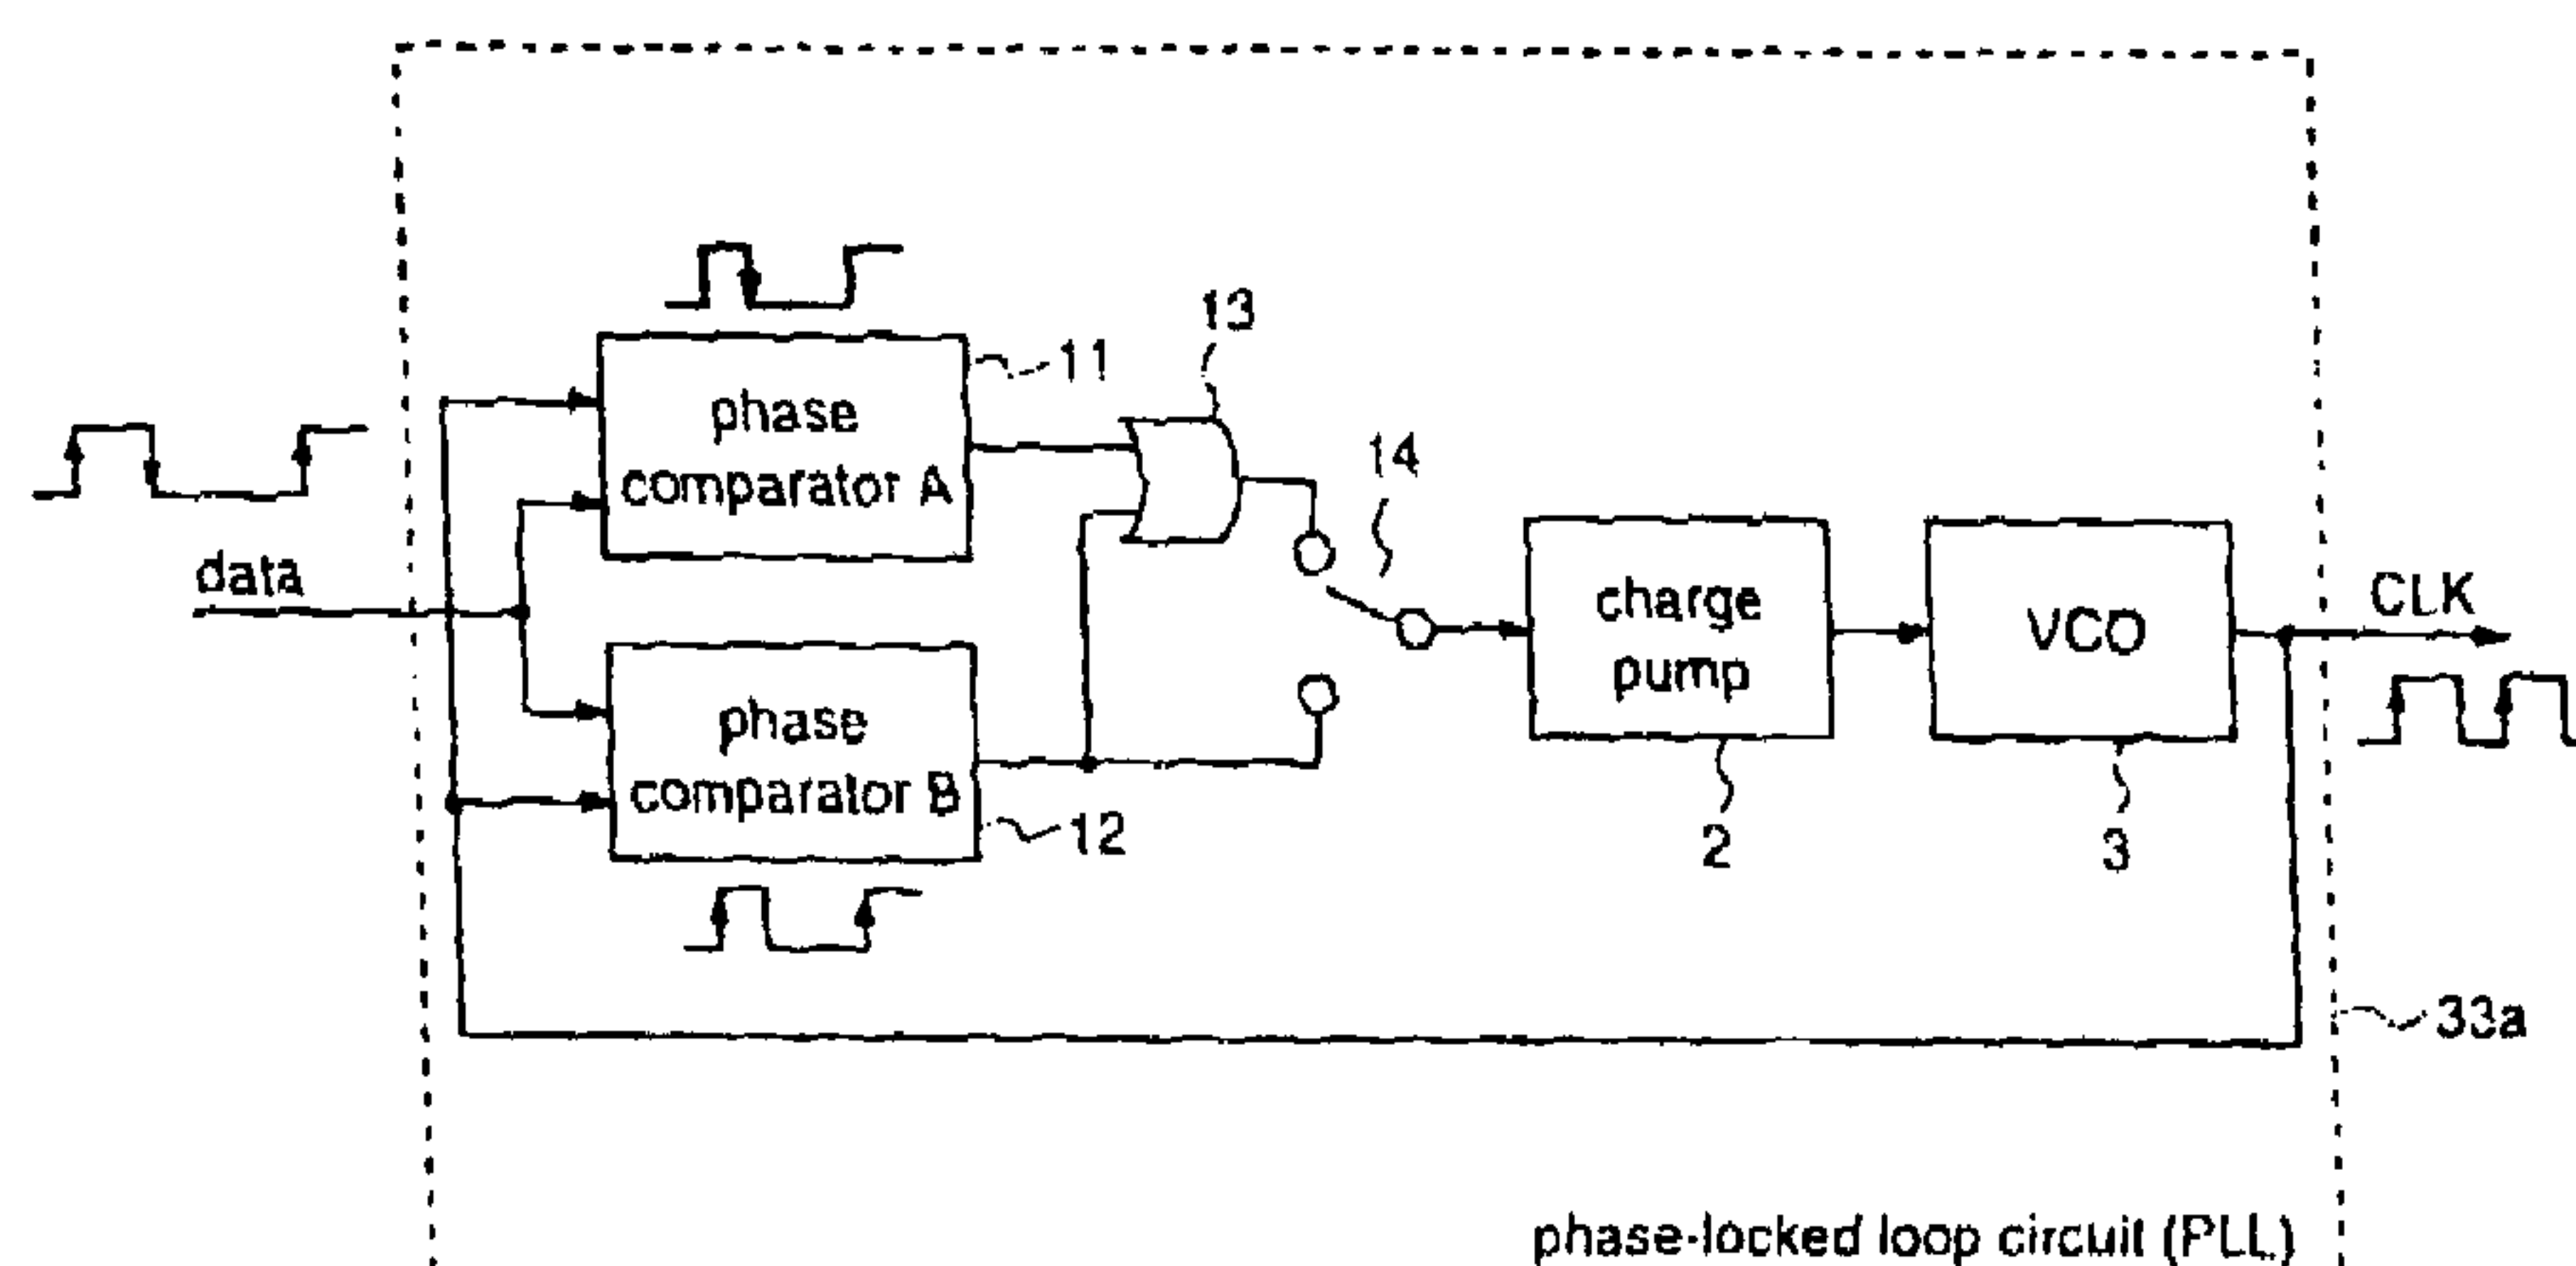 13
11
phase
comparator A
14
data
charge
pump
VCO
CLK
phase
comparator B
12
2
3
33a
phase-locked loop circuit (PLL)